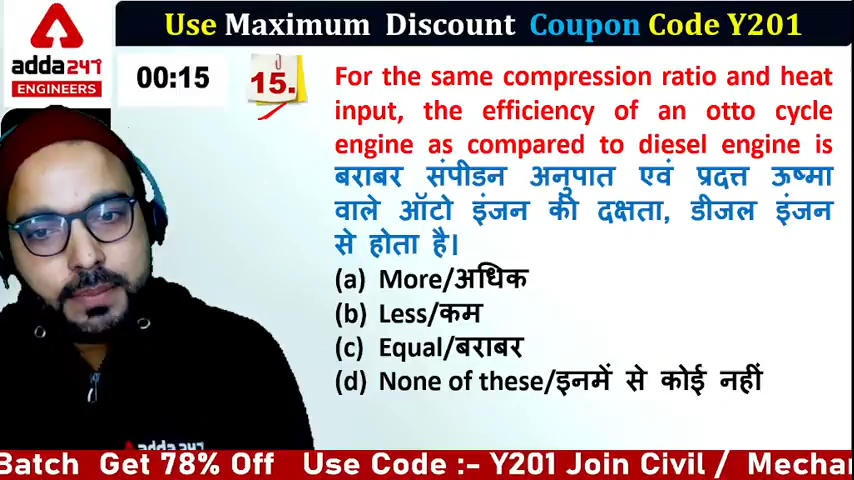 Use Maximum Discount Coupon Code Y201
adda247
ENGINEERS
00:15
15.
For the same compression ratio and heat
input, the efficiency of an otto cycle
engine as compared to diesel engine is
बराबर संपीडन अनुपात एवं प्रदत्त ऊष्मा
वाले ऑटो इंजन की दक्षता, डीजल इंजन
से होता है।
(a) More/अधिक
(b) Less/कम
(c) Equal/बराबर
(d) None of these/इनमें से कोई नहीं
adda247
Batch Get 78% Off Use Code :- Y201 Join Civil / Mechan